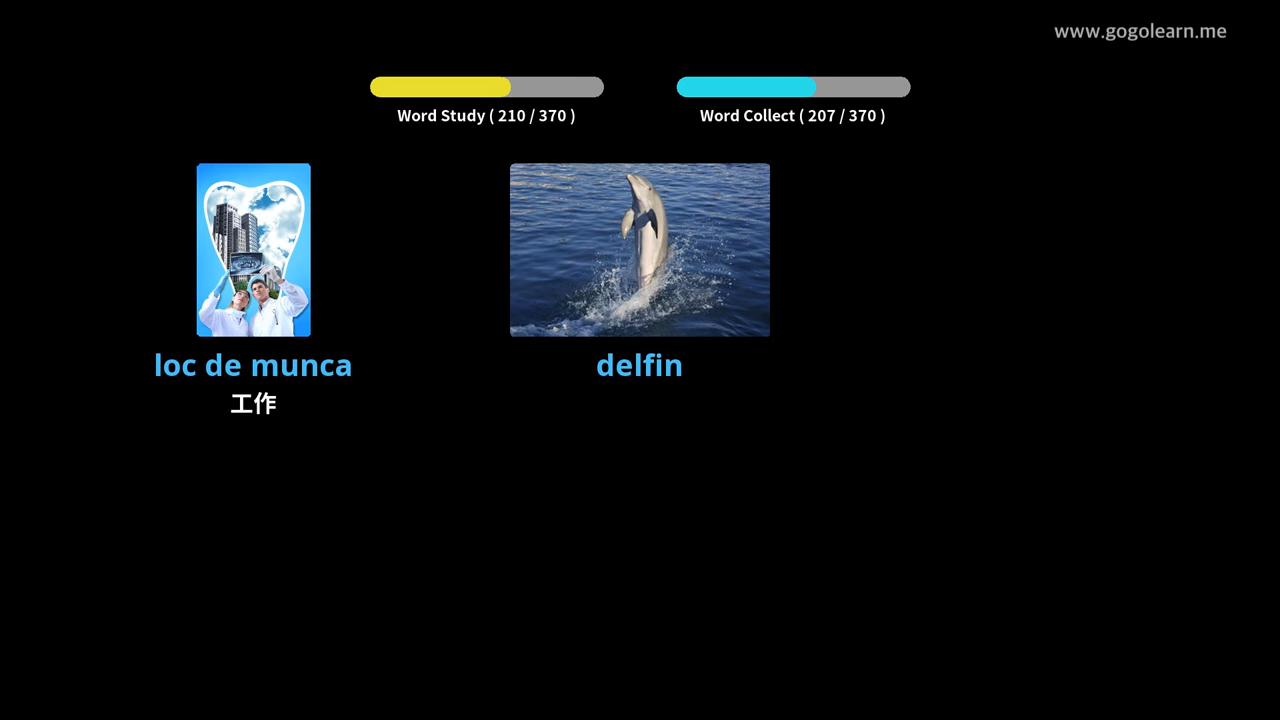 www.gogolearn.me
Word Study ( 210 / 370 )
Word Collect ( 207 / 370 )
loc de munca
delfin
工作